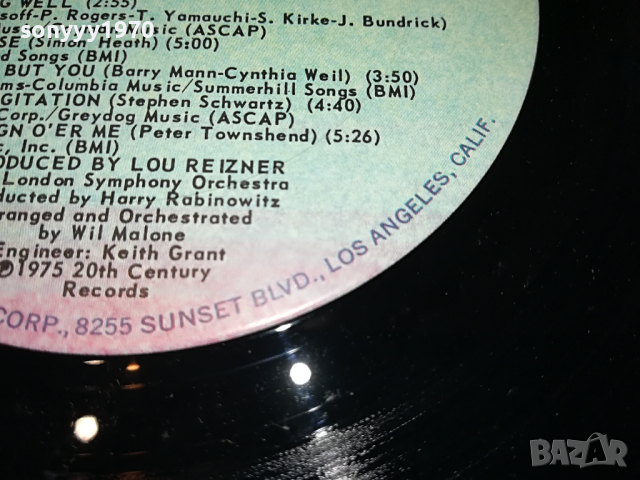 G WELL (2:55)
soff-P. Rogers-T. Yamauchi-S. Kirke-J. Bundrick)
Music (ASCAP)
SE (Simon Heath) (5:00)
d Songs (BMI)
BUT YOU (Barry Mann-Cynthia Weil) (3:50)
ms-Columbia Music/Summerhill Songs (BMI)
GITATION (Stephen Schwartz) (4:40)
Corp./Greydog Music (ASCAP)
GN O'ER ME (Peter Townshend) (5:26)
, Inc. (BMI)
ODUCED BY LOU REIZNER
London Symphony Orchestra
ducted by Harry Rabinowitz
rranged and Orchestrated
by Wil Malone
Engineer: Keith Grant
℗1975 20th Century
Records
CORP., 8255 SUNSET BLVD., LOS ANGELES, CALIF.
sonyyy1970
sonyyy1970
sonyyy1970
BAZAR